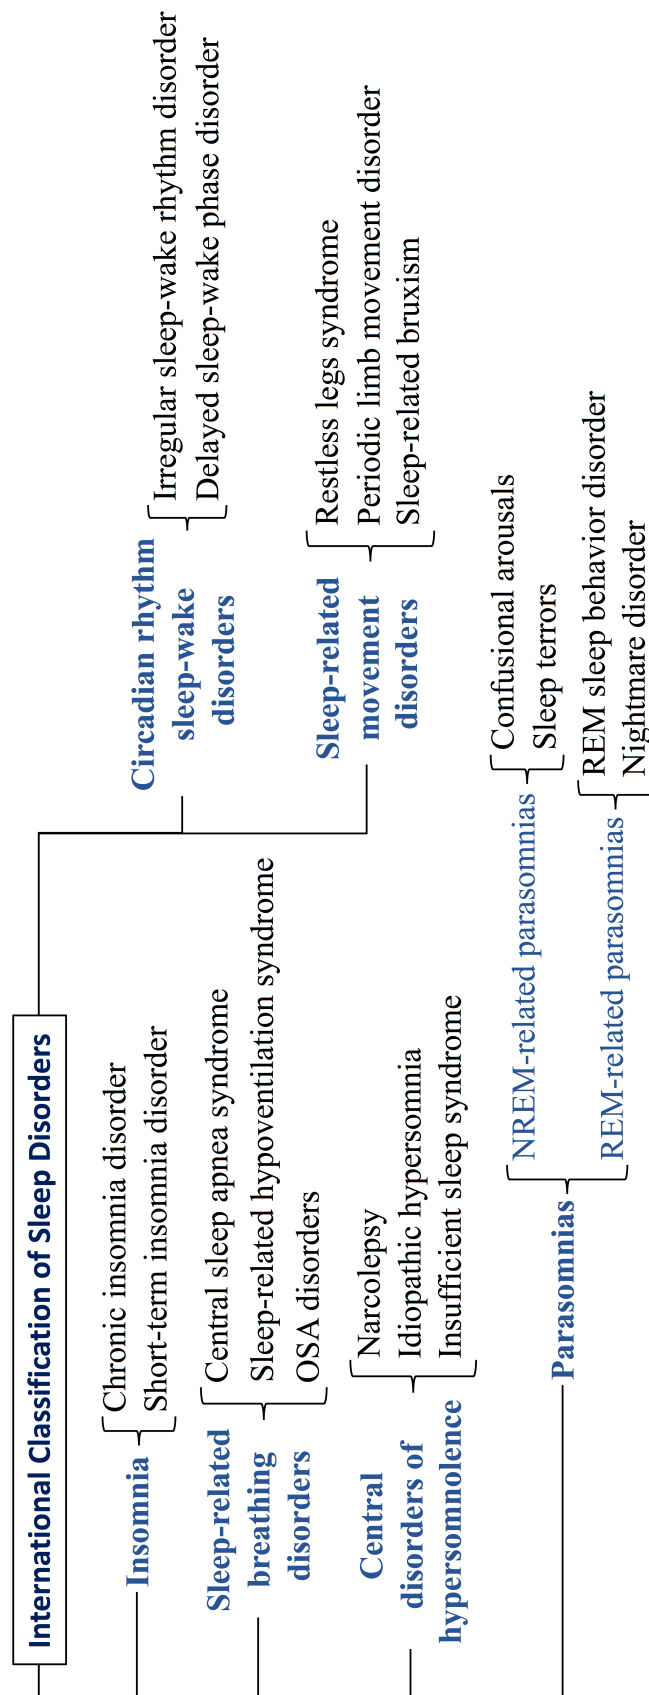 International Classification of Sleep Disorders
Insomnia
Chronic insomnia disorder
Short-term insomnia disorder
Sleep-related
breathing
disorders
Central sleep apnea syndrome
Sleep-related hypoventilation syndrome
OSA disorders
Central
disorders of
hypersomnolence
Narcolepsy
Idiopathic hypersomnia
Insufficient sleep syndrome
Parasomnias
NREM-related parasomnias
Confusional arousals
Sleep terrors
REM-related parasomnias
REM sleep behavior disorder
Nightmare disorder
Circadian rhythm
sleep-wake
disorders
Irregular sleep-wake rhythm disorder
Delayed sleep-wake phase disorder
Sleep-related
movement
disorders
Restless legs syndrome
Periodic limb movement disorder
Sleep-related bruxism